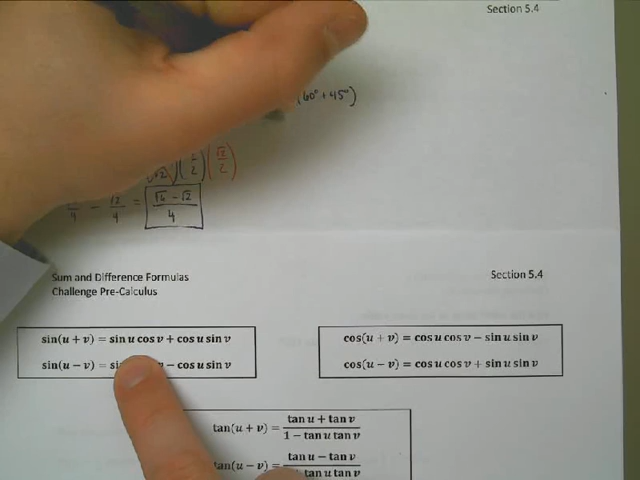 Section 5.4
(60° + 45°)
(√2/2)
− √2/4 = (√6 − √2)/4
Sum and Difference Formulas
Section 5.4
Challenge Pre-Calculus
sin(u + v) = sin u cos v + cos u sin v
cos(u + v) = cos u cos v − sin u sin v
sin(u − v) = − cos u sin v
cos(u − v) = cos u cos v + sin u sin v
tan(u + v) = (tan u + tan v)/(1 − tan u tan v)
tan(u − v) = (tan u − tan v)/(tan u tan v)